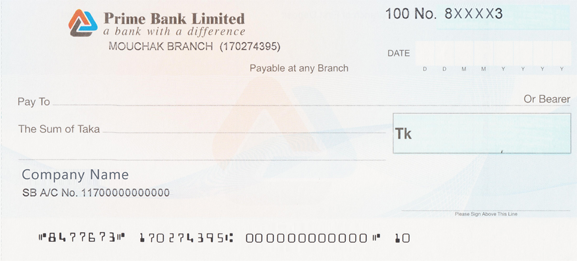 Prime Bank Limited
a bank with a difference
MOUCHAK BRANCH (170274395)
100 No. 8XXXX3
DATE
D D M M Y Y Y Y
Payable at any Branch
Pay To
Or Bearer
The Sum of Taka
Tk
Company Name
SB A/C No. 11700000000000
Please Sign Above This Line
⑈8477673⑈ 170274395⑆ 000000000000⑈ 10